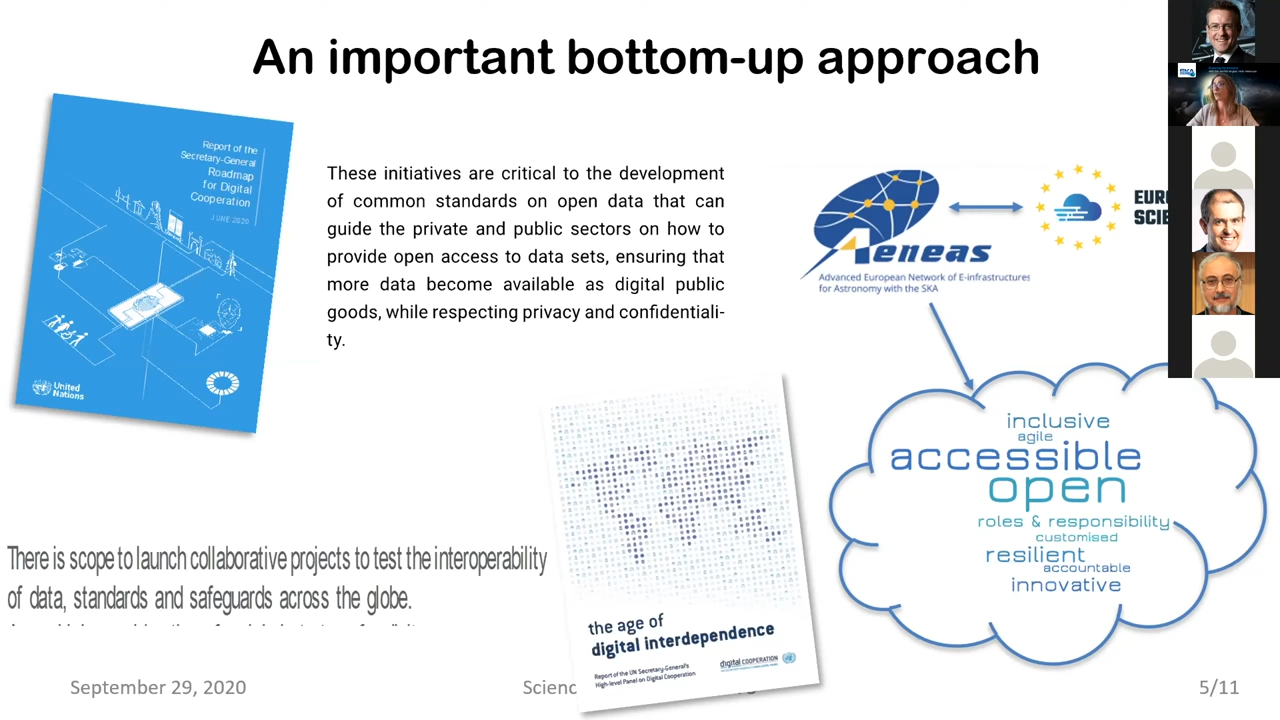 An important bottom-up approach
Report of the
Secretary-General
Roadmap
for Digital
Cooperation
JUNE 2020
United
Nations
These initiatives are critical to the development
of common standards on open data that can
guide the private and public sectors on how to
provide open access to data sets, ensuring that
more data become available as digital public
goods, while respecting privacy and confidentiali-
ty.
Aeneas
Advanced European Network of E-infrastructures
for Astronomy with the SKA
EUR
SCIE
inclusive
agile
accessible
open
roles & responsibility
customised
resilient
accountable
innovative
There is scope to launch collaborative projects to test the interoperability
of data, standards and safeguards across the globe.
the age of
digital interdependence
Report of the UN Secretary-General's
High-level Panel on Digital Cooperation
digital COOPERATION
September 29, 2020
Scienc
5/11